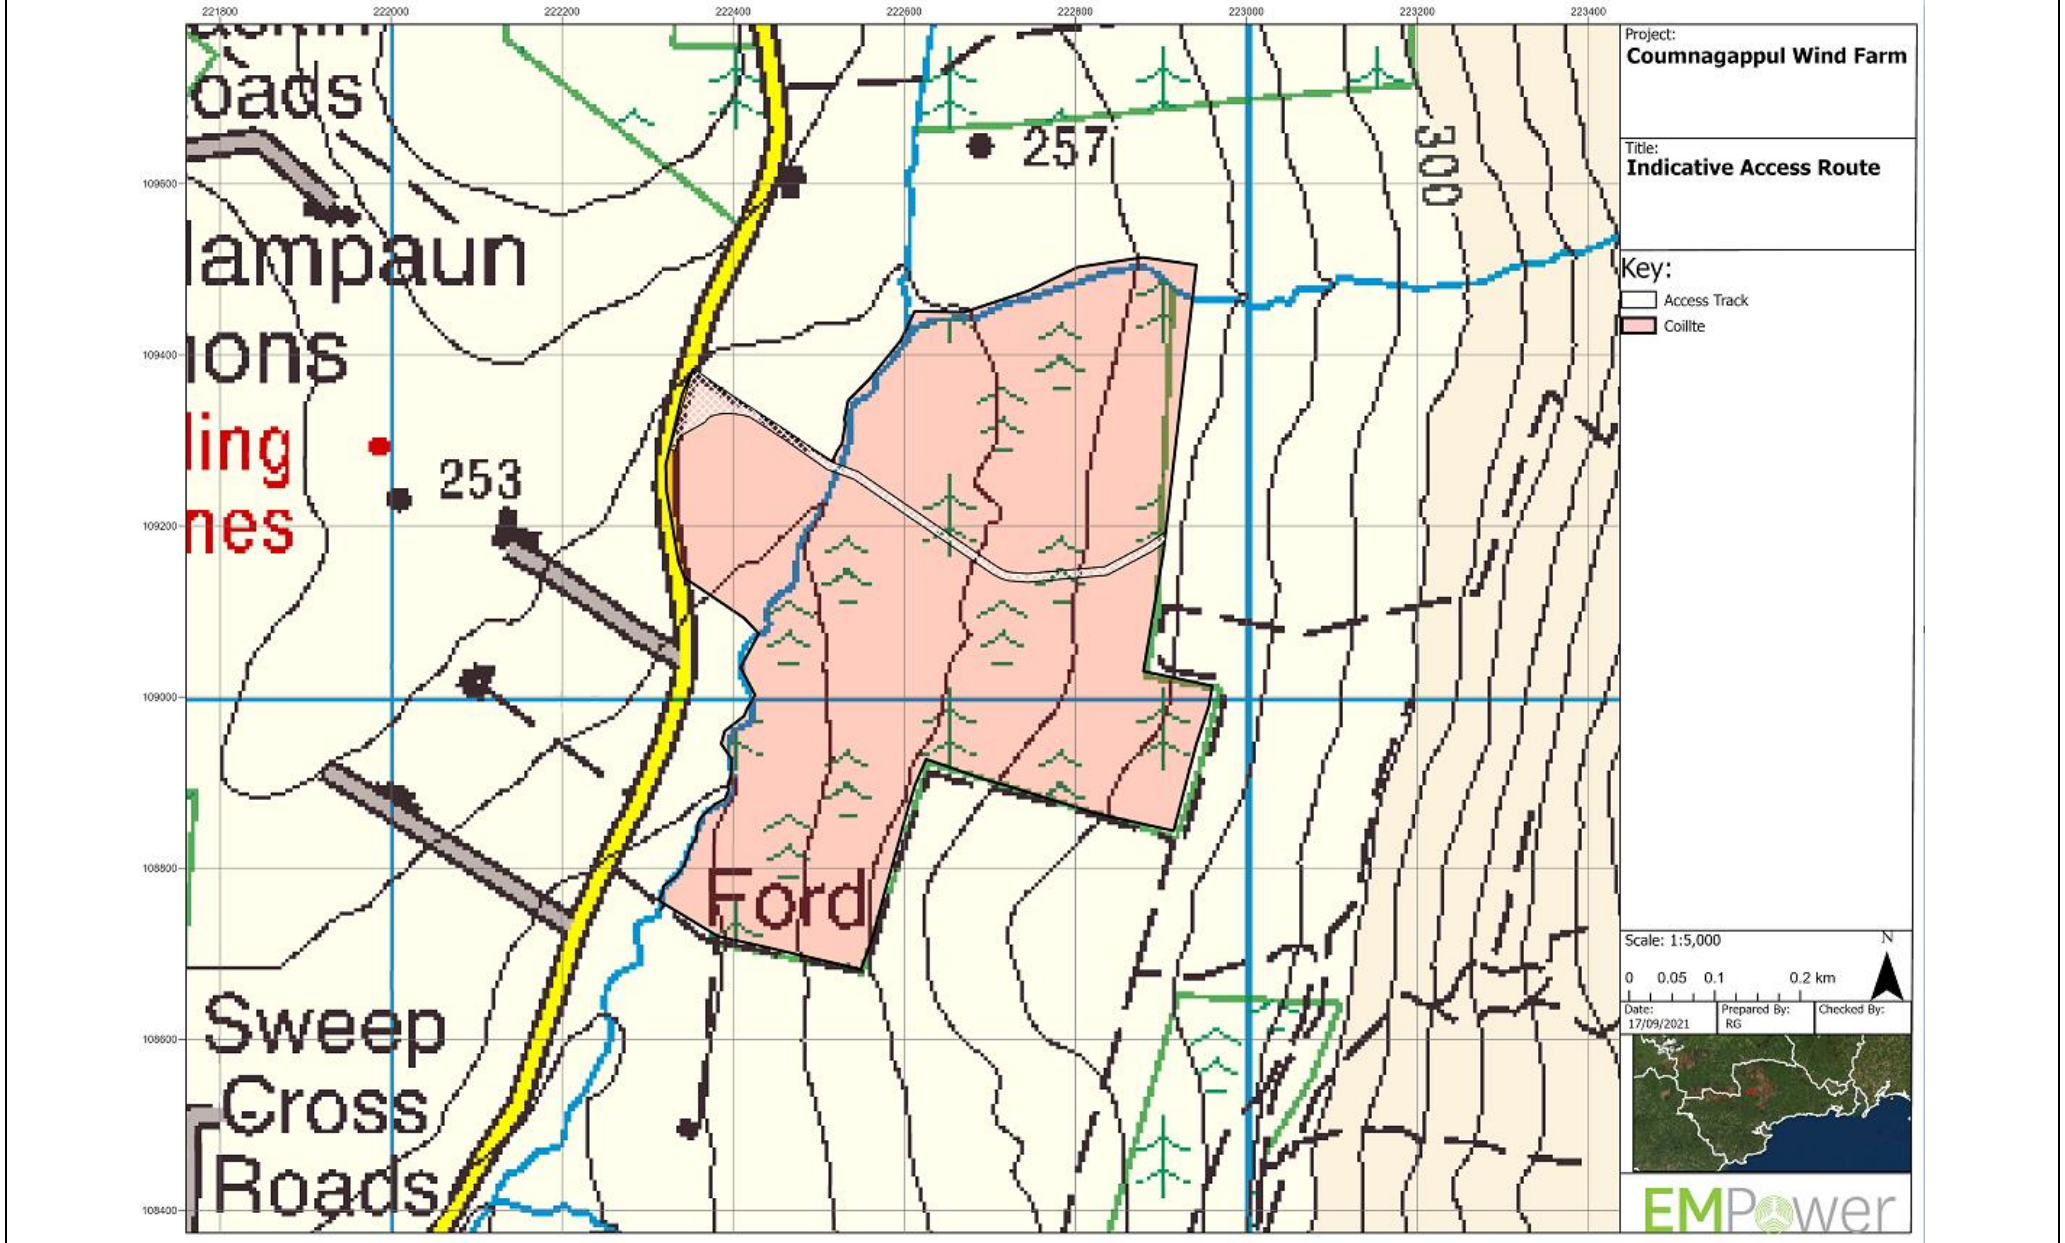 221800 222000 222200 222400 222600 222800 223000 223200 223400
oads
257
300
109600
lampaun
109400
ions
ling
253
nes
109200
109000
108800
Ford
Sweep
108600
Cross
Roads
108400
Project:
Coumnagappul Wind Farm
Title:
Indicative Access Route
Key:
Access Track
Coillte
Scale: 1:5,000
N
0 0.05 0.1 0.2 km
Date:
17/09/2021
Prepared By:
RG
Checked By:
EMPower